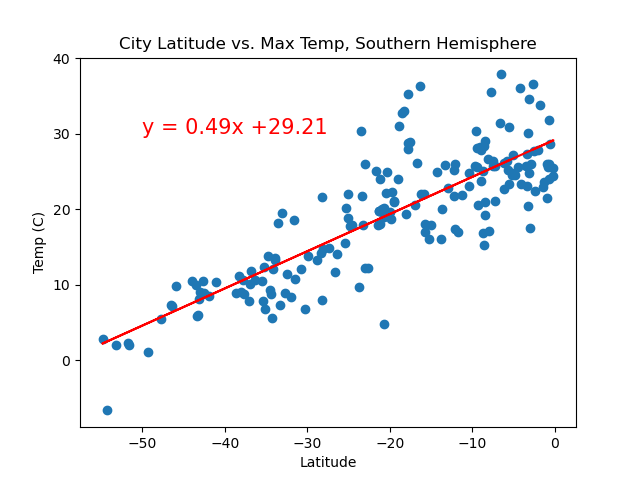 City Latitude vs. Max Temp, Southern Hemisphere
Temp (C)
40
30
20
10
0
y = 0.49x +29.21
−50
−40
−30
−20
−10
0
Latitude